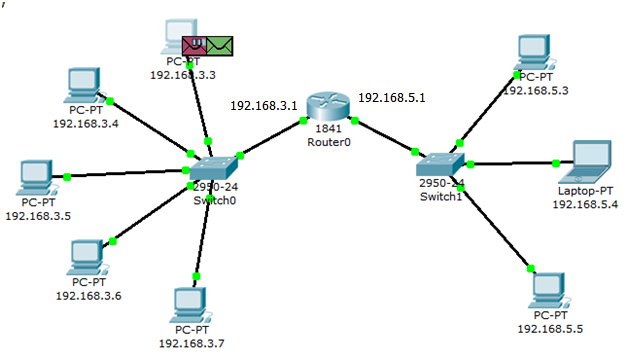 ,
PC-PT
192.168.3.3
PC-PT
192.168.3.4
PC-PT
192.168.3.5
PC-PT
192.168.3.6
PC-PT
192.168.3.7
2950-24
Switch0
192.168.3.1
192.168.5.1
1841
Router0
2950-24
Switch1
PC-PT
192.168.5.3
Laptop-PT
192.168.5.4
PC-PT
192.168.5.5